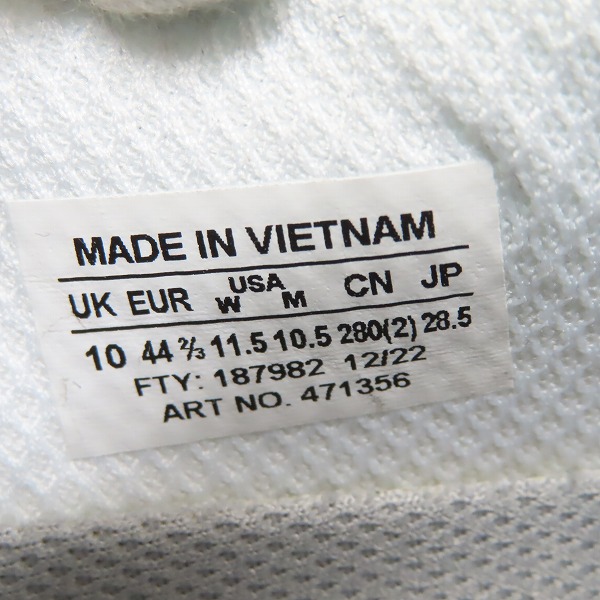 MADE IN VIETNAM
UK EUR USA W M CN JP
10 44 ⅔ 11.5 10.5 280(2) 28.5
FTY: 187982 12/22
ART NO. 471356